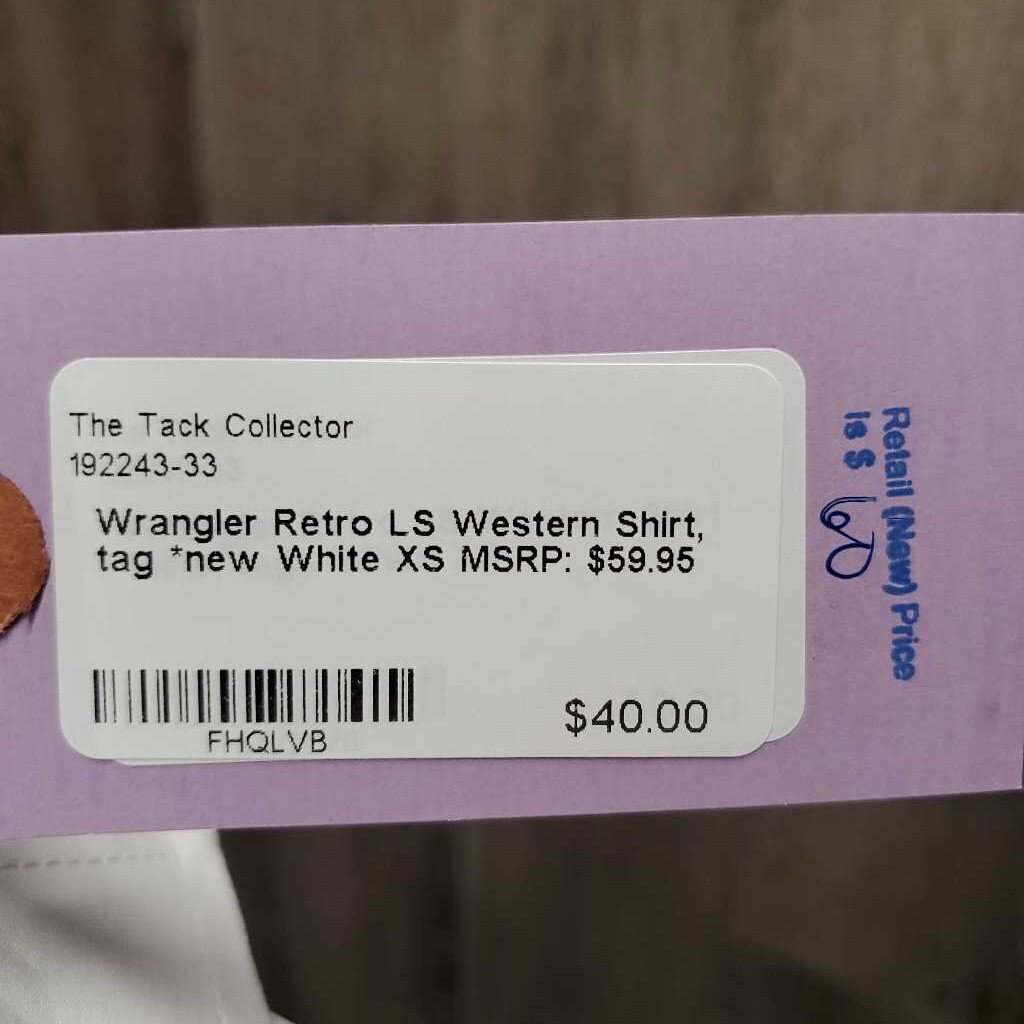 The Tack Collector
192243-33
Wrangler Retro LS Western Shirt,
tag *new White XS MSRP: $59.95
FHQLVB
$40.00
Retail (New) Price
is $ 60